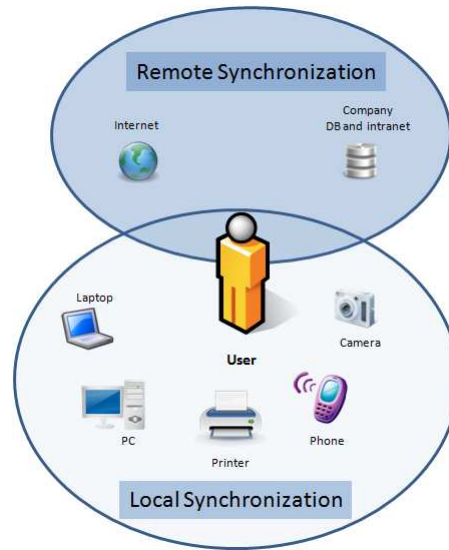 Remote Synchronization
Internet
Company
DB and intranet
Laptop
Camera
User
PC
Printer
Phone
Local Synchronization